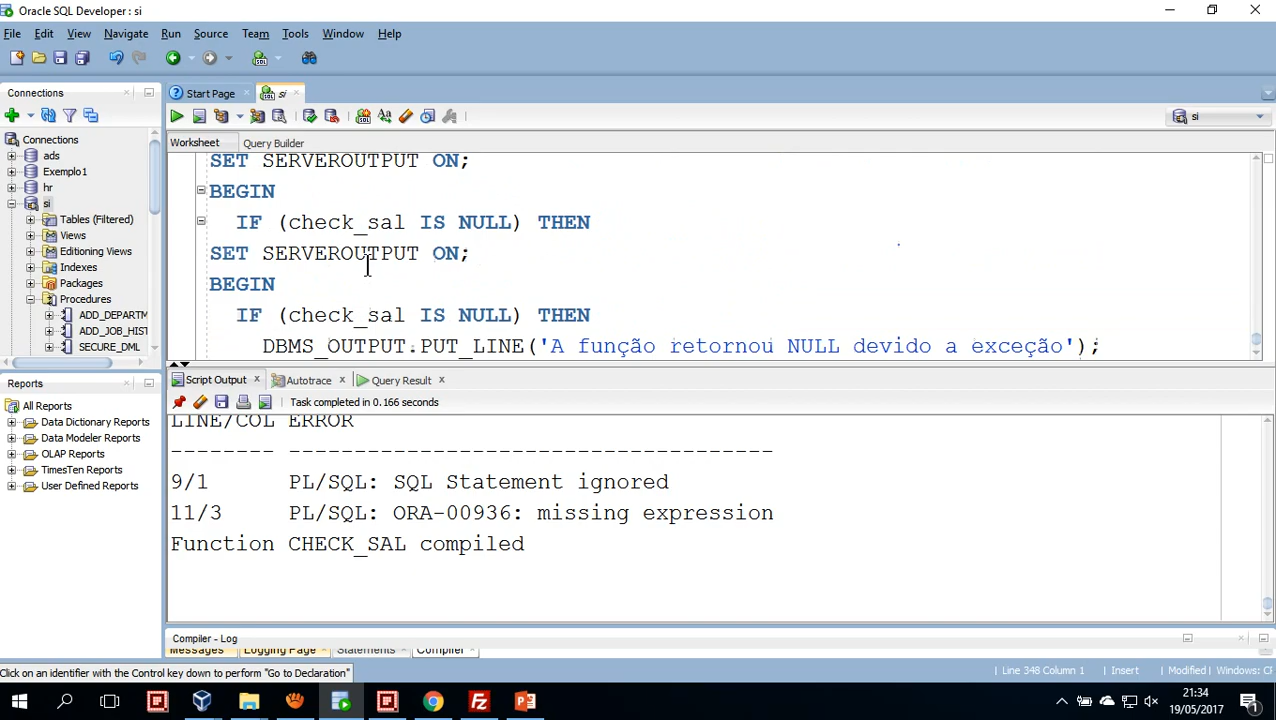 Oracle SQL Developer : si
File Edit View Navigate Run Source Team Tools Window Help
Connections
Start Page
si
si
Worksheet Query Builder
Connections
ads
Exemplo1
hr
si
Tables (Filtered)
Views
Editioning Views
Indexes
Packages
Procedures
ADD_DEPARTM
ADD_JOB_HIST
SECURE_DML
SET SERVEROUTPUT ON;
BEGIN
IF (check_sal IS NULL) THEN
SET SERVEROUTPUT ON;
BEGIN
IF (check_sal IS NULL) THEN
DBMS_OUTPUT.PUT_LINE('A função retornou NULL devido a exceção');
Reports
All Reports
Data Dictionary Reports
Data Modeler Reports
OLAP Reports
TimesTen Reports
User Defined Reports
Script Output Autotrace Query Result
Task completed in 0.166 seconds
LINE/COL ERROR
-------- -------------------------------------
9/1 PL/SQL: SQL Statement ignored
11/3 PL/SQL: ORA-00936: missing expression
Function CHECK_SAL compiled
Compiler - Log
Messages Logging Page Statements Compiler
Click on an identifier with the Control key down to perform "Go to Declaration"
Line 348 Column 1 Insert Modified Windows: CF
21:34
19/05/2017